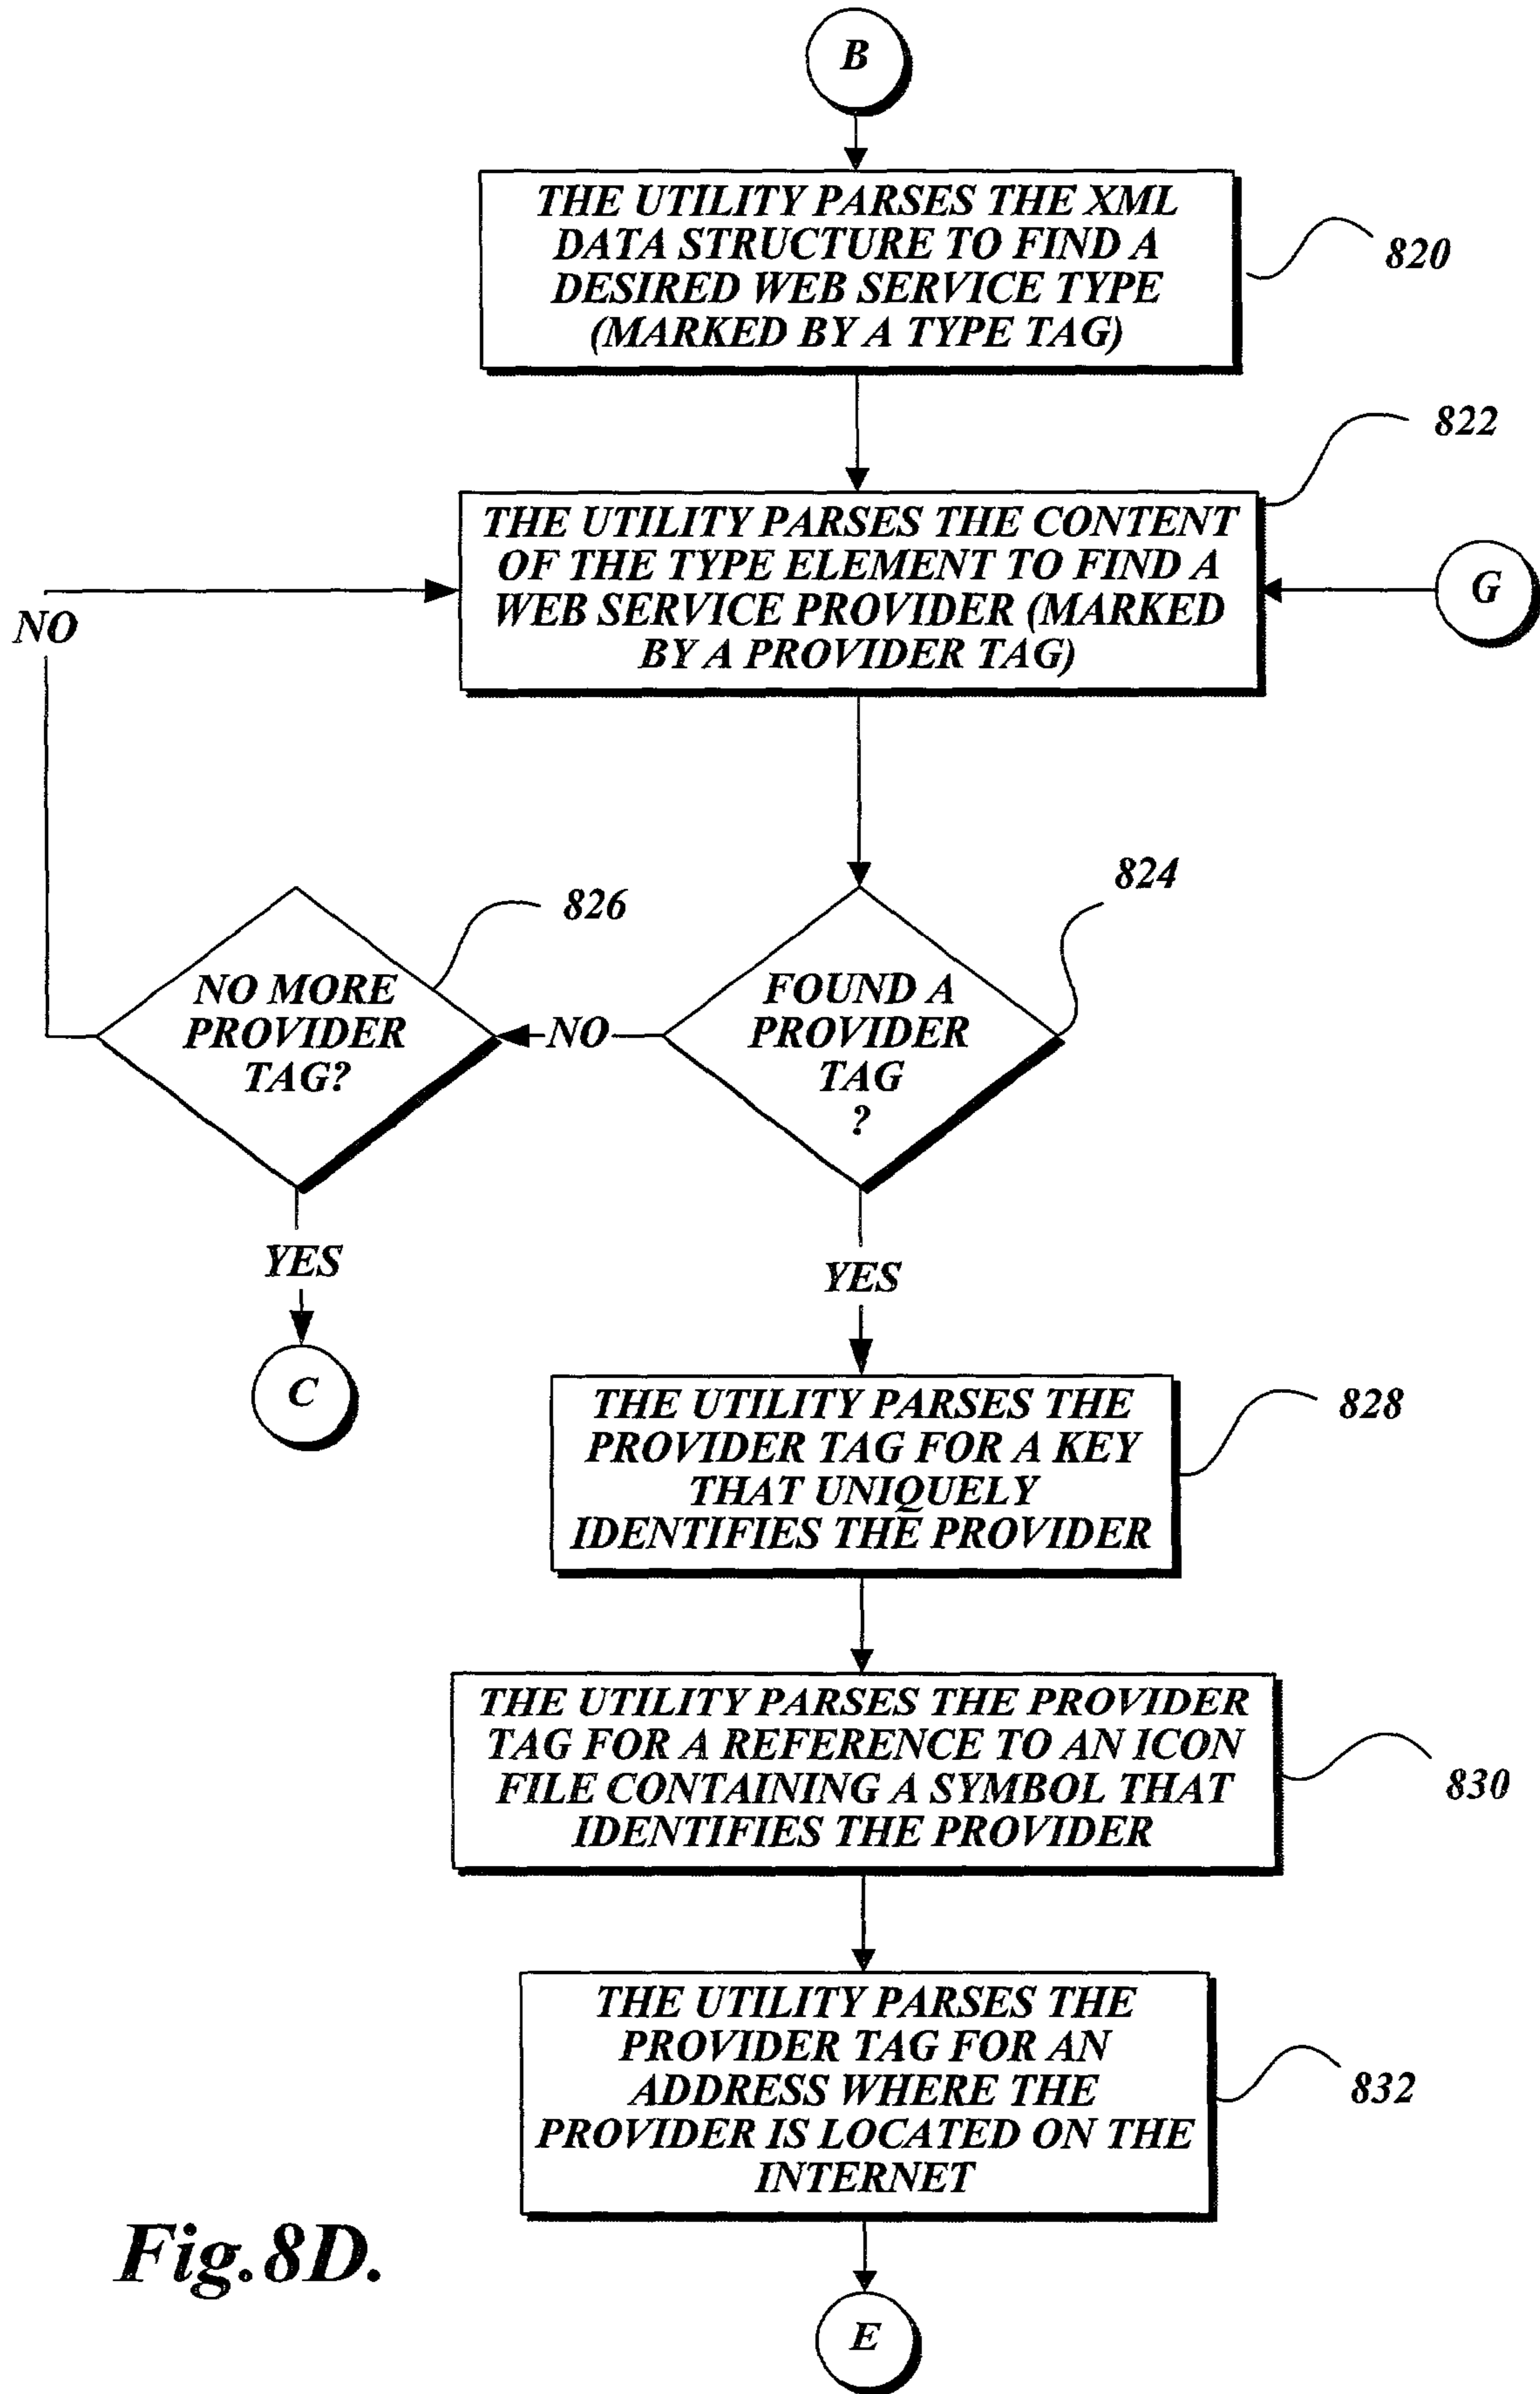 B
THE UTILITY PARSES THE XML
DATA STRUCTURE TO FIND A
DESIRED WEB SERVICE TYPE
(MARKED BY A TYPE TAG)
820
822
THE UTILITY PARSES THE CONTENT
OF THE TYPE ELEMENT TO FIND A
WEB SERVICE PROVIDER (MARKED
BY A PROVIDER TAG)
G
NO
824
826
FOUND A
PROVIDER
TAG
?
NO
NO MORE
PROVIDER
TAG?
YES
C
YES
THE UTILITY PARSES THE
PROVIDER TAG FOR A KEY
THAT UNIQUELY
IDENTIFIES THE PROVIDER
828
THE UTILITY PARSES THE PROVIDER
TAG FOR A REFERENCE TO AN ICON
FILE CONTAINING A SYMBOL THAT
IDENTIFIES THE PROVIDER
830
THE UTILITY PARSES THE
PROVIDER TAG FOR AN
ADDRESS WHERE THE
PROVIDER IS LOCATED ON THE
INTERNET
832
E
Fig.8D.